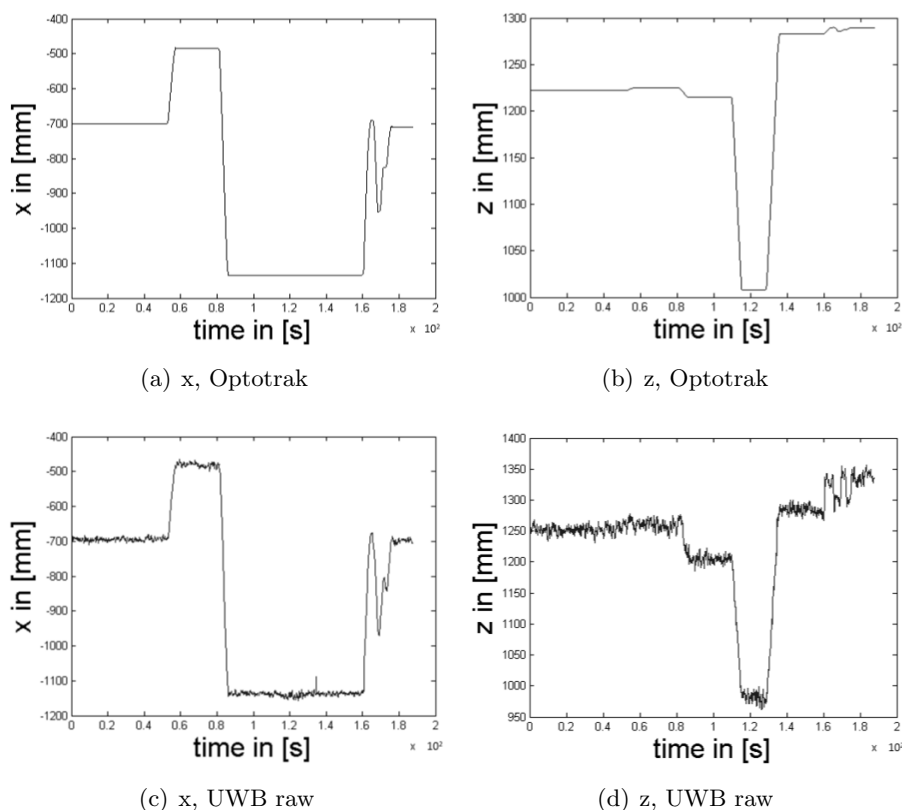 -400
-500
-600
-700
-800
-900
-1000
-1100
-1200
x in [mm]
0 0.2 0.4 0.6 0.8 1 1.2 1.4 1.6 1.8 2
time in [s]
x 10²
(a) x, Optotrak
1300
1250
1200
1150
1100
1050
1000
z in [mm]
0 0.2 0.4 0.6 0.8 1 1.2 1.4 1.6 1.8 2
time in [s]
x 10²
(b) z, Optotrak
-400
-500
-600
-700
-800
-900
-1000
-1100
-1200
x in [mm]
0 0.2 0.4 0.6 0.8 1 1.2 1.4 1.6 1.8 2
time in [s]
x 10²
(c) x, UWB raw
1400
1350
1300
1250
1200
1150
1100
1050
1000
950
z in [mm]
0 0.2 0.4 0.6 0.8 1 1.2 1.4 1.6 1.8 2
time in [s]
x 10²
(d) z, UWB raw